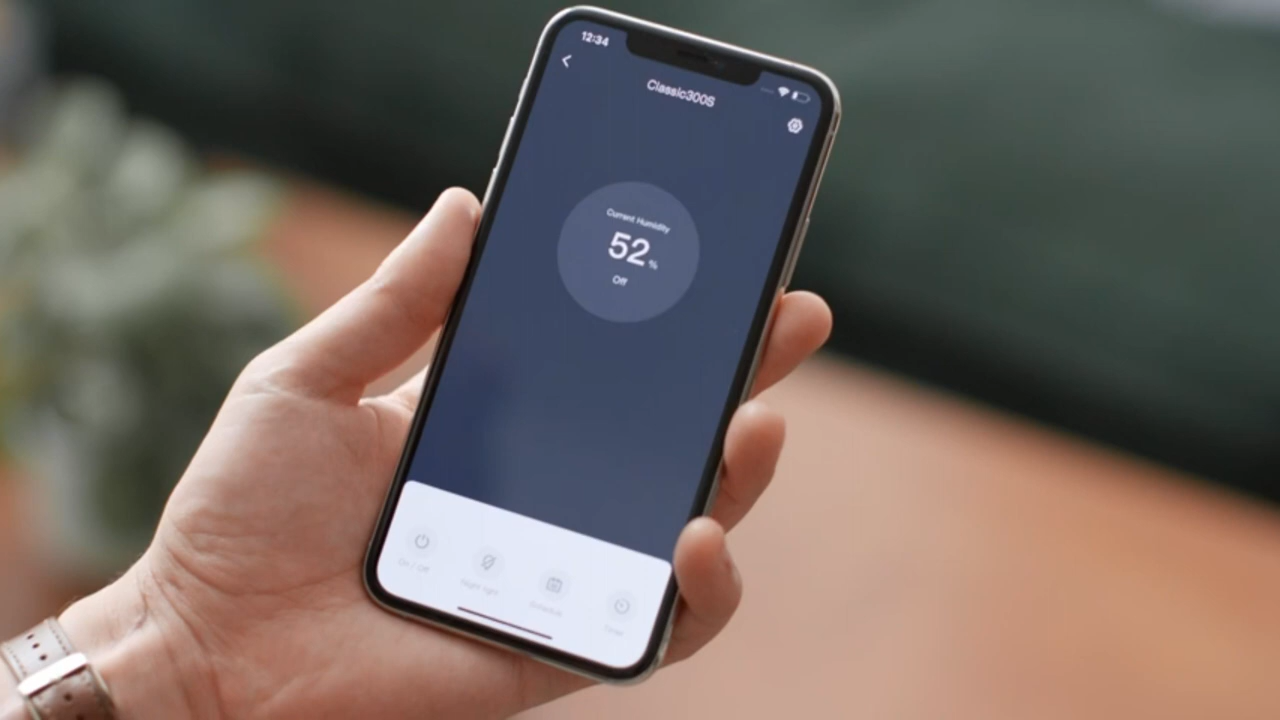 12:34
Classic300S
Current Humidity
52 %
Off
On / Off
Night light
Schedule
Timer